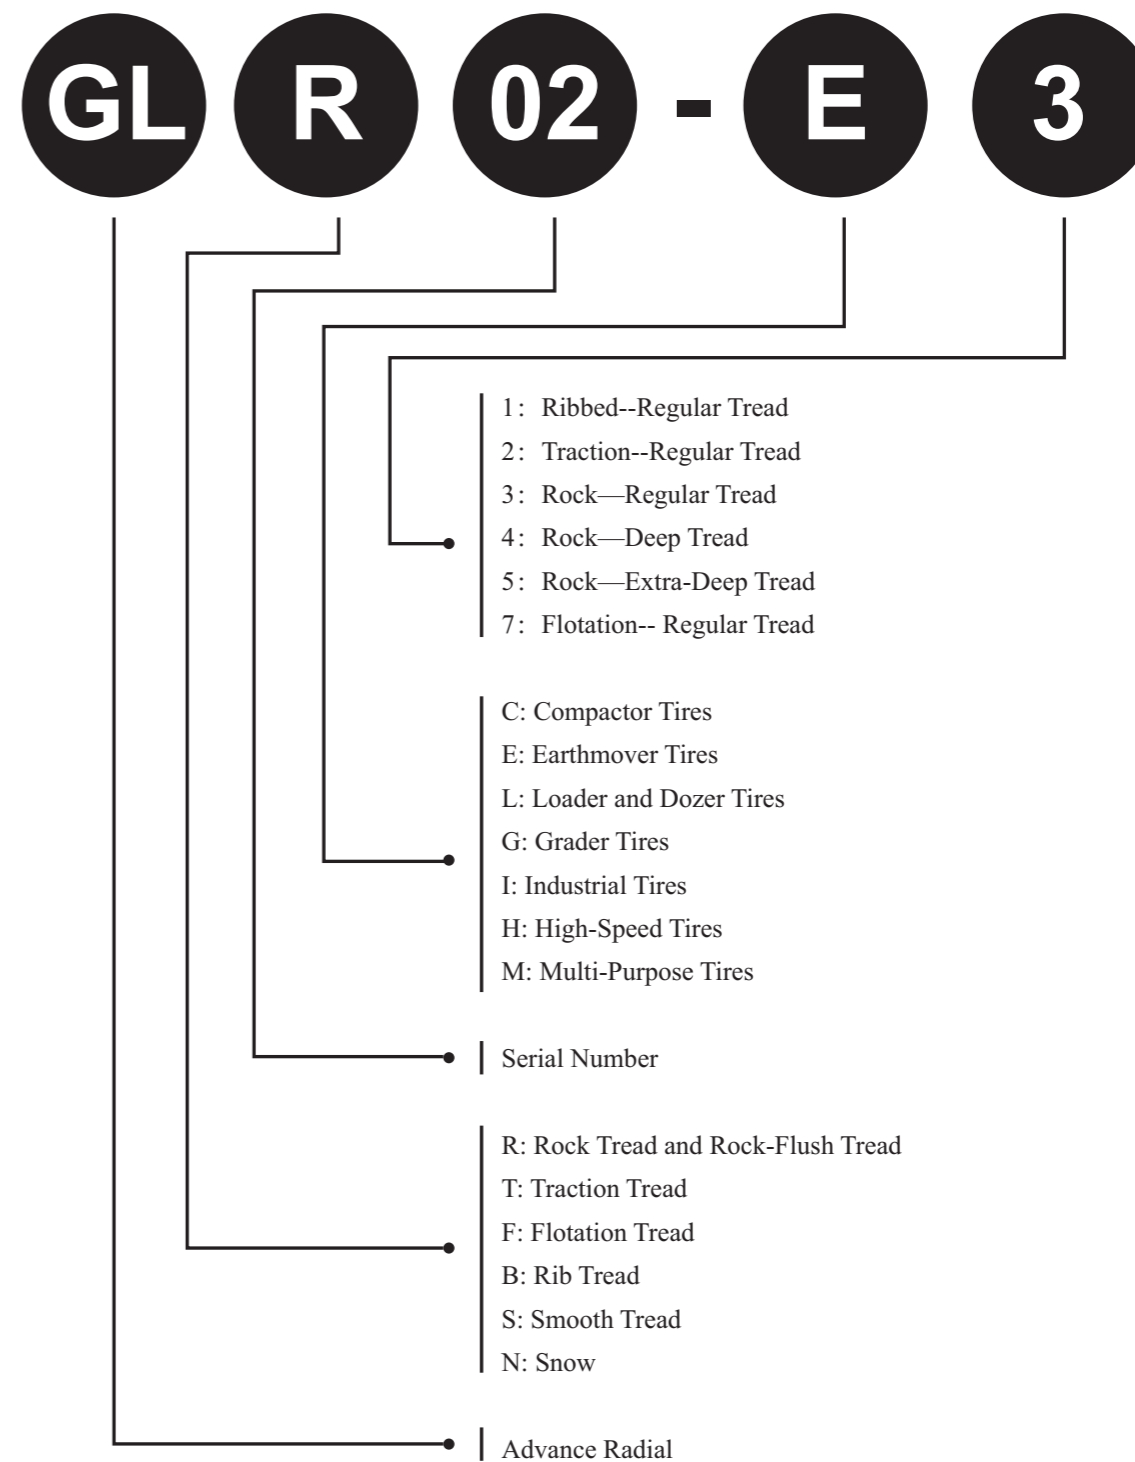 GL R 02 - E 3
1: Ribbed--Regular Tread
2: Traction--Regular Tread
3: Rock—Regular Tread
4: Rock—Deep Tread
5: Rock—Extra-Deep Tread
7: Flotation-- Regular Tread
C: Compactor Tires
E: Earthmover Tires
L: Loader and Dozer Tires
G: Grader Tires
I: Industrial Tires
H: High-Speed Tires
M: Multi-Purpose Tires
Serial Number
R: Rock Tread and Rock-Flush Tread
T: Traction Tread
F: Flotation Tread
B: Rib Tread
S: Smooth Tread
N: Snow
Advance Radial